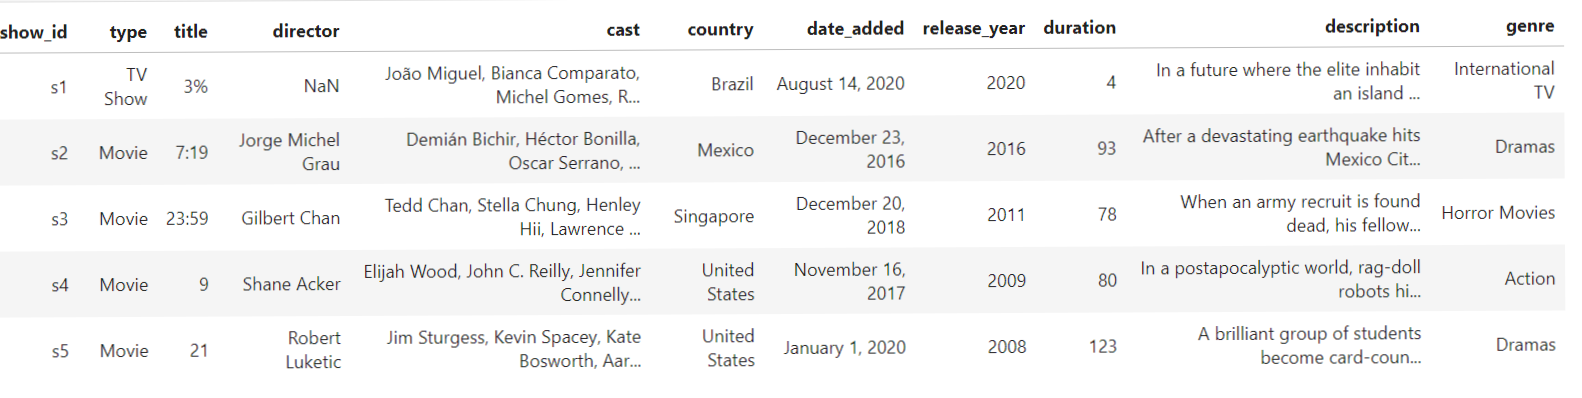 show_id type title director cast country date_added release_year duration description genre
s1 TV Show 3% NaN João Miguel, Bianca Comparato, Michel Gomes, R... Brazil August 14, 2020 2020 4 In a future where the elite inhabit an island ... International TV
s2 Movie 7:19 Jorge Michel Grau Demián Bichir, Héctor Bonilla, Oscar Serrano, ... Mexico December 23, 2016 2016 93 After a devastating earthquake hits Mexico Cit... Dramas
s3 Movie 23:59 Gilbert Chan Tedd Chan, Stella Chung, Henley Hii, Lawrence ... Singapore December 20, 2018 2011 78 When an army recruit is found dead, his fellow... Horror Movies
s4 Movie 9 Shane Acker Elijah Wood, John C. Reilly, Jennifer Connelly... United States November 16, 2017 2009 80 In a postapocalyptic world, rag-doll robots hi... Action
s5 Movie 21 Robert Luketic Jim Sturgess, Kevin Spacey, Kate Bosworth, Aar... United States January 1, 2020 2008 123 A brilliant group of students become card-coun... Dramas